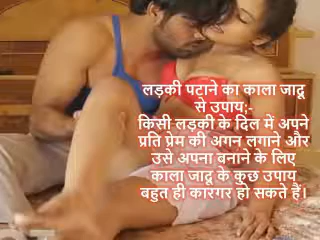 लड़की पटाने का काला जादू
से उपाय;-
किसी लड़की के दिल में अपने
प्रति प्रेम की अगन लगाने और
उसे अपना बनाने के लिए
काला जादू के कुछ उपाय
बहुत ही कारगर हो सकते हैं।